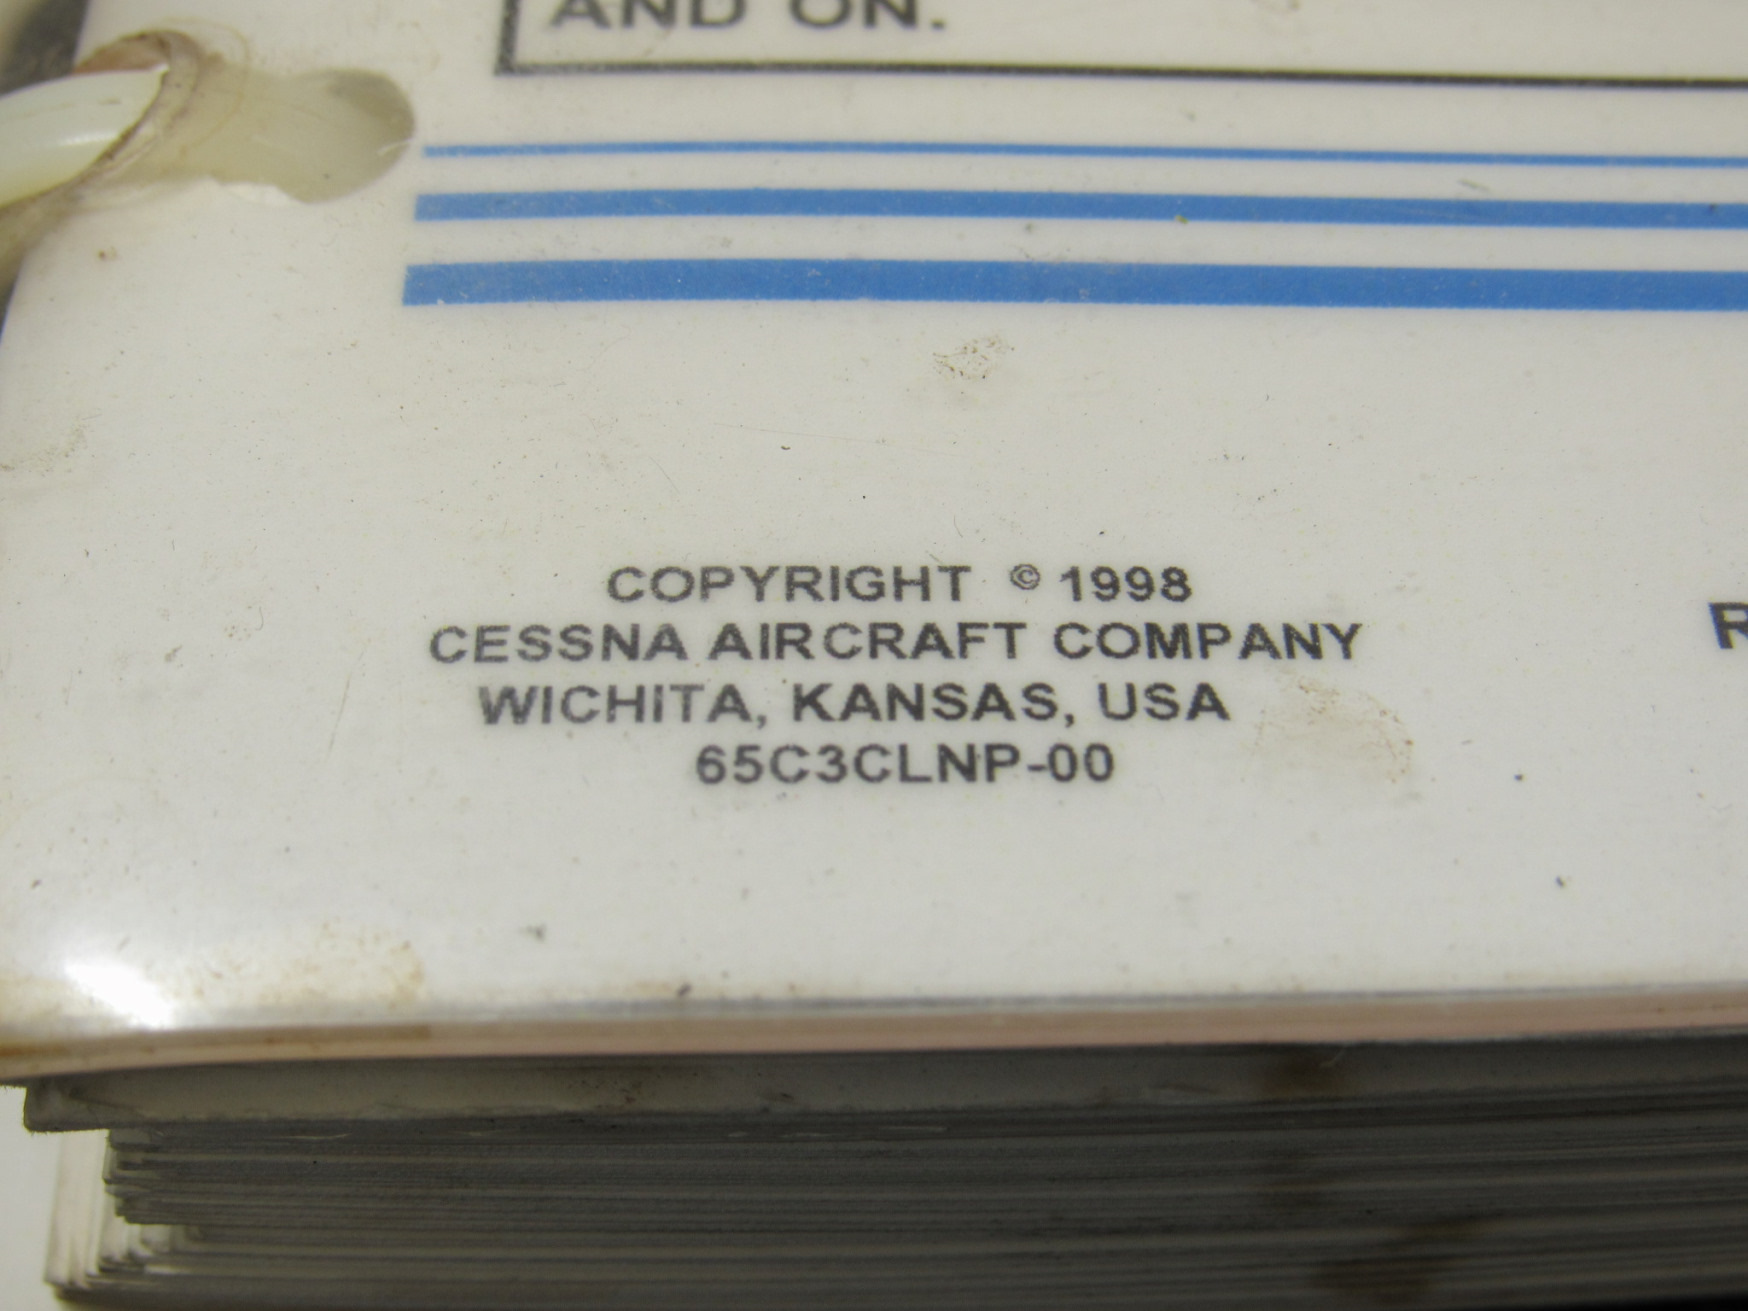 AND ON.
COPYRIGHT © 1998
CESSNA AIRCRAFT COMPANY
WICHITA, KANSAS, USA
65C3CLNP-00
R